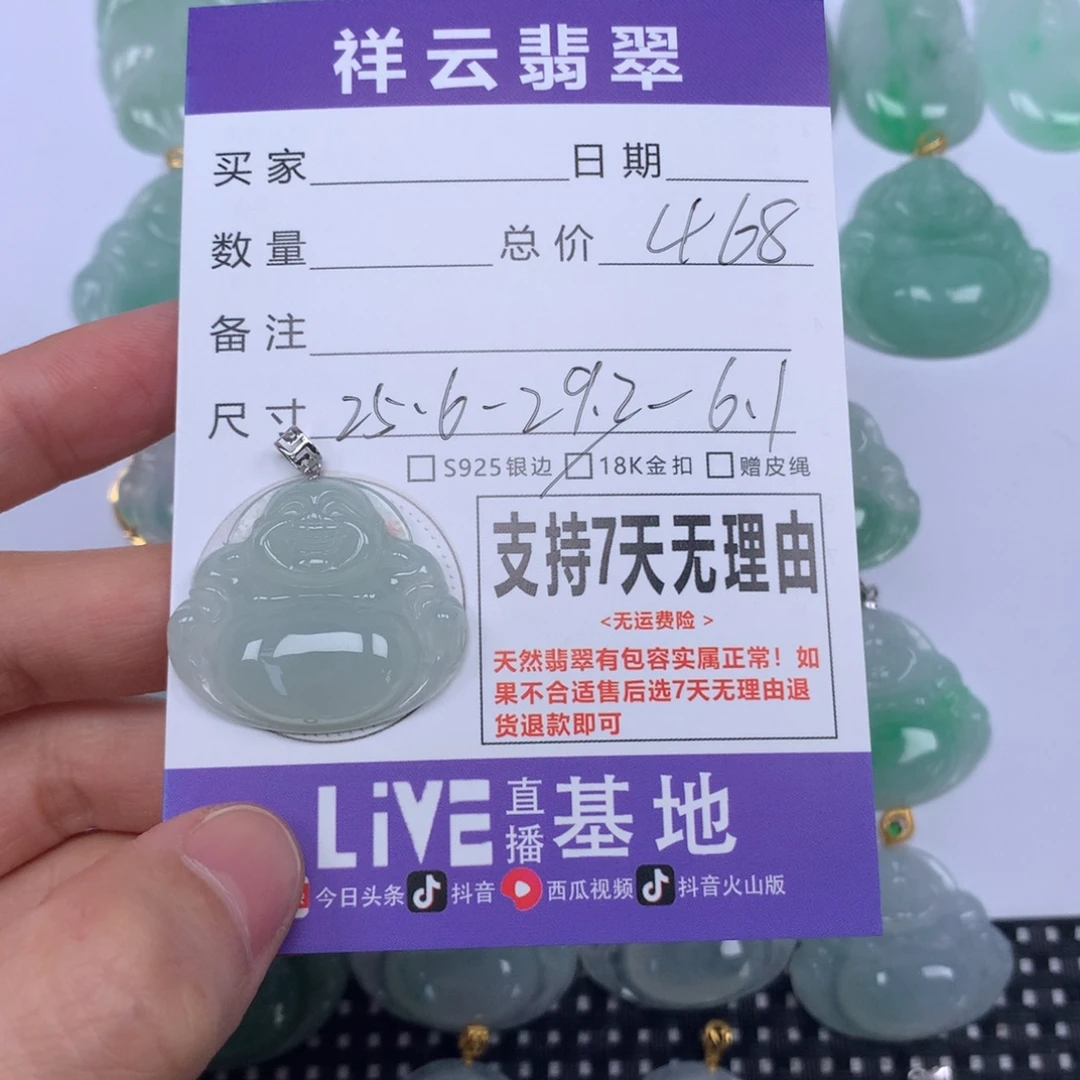 祥云翡翠
买家 日期
数量 总价 468
备注
尺寸 25.6-29.2-6.1
S925银边 18K金扣 赠皮绳
支持7天无理由
<无运费险 >
天然翡翠有包容实属正常！如
果不合适售后选7天无理由退
货退款即可
LiVE 直播 基地
今日头条 抖音 西瓜视频 抖音火山版